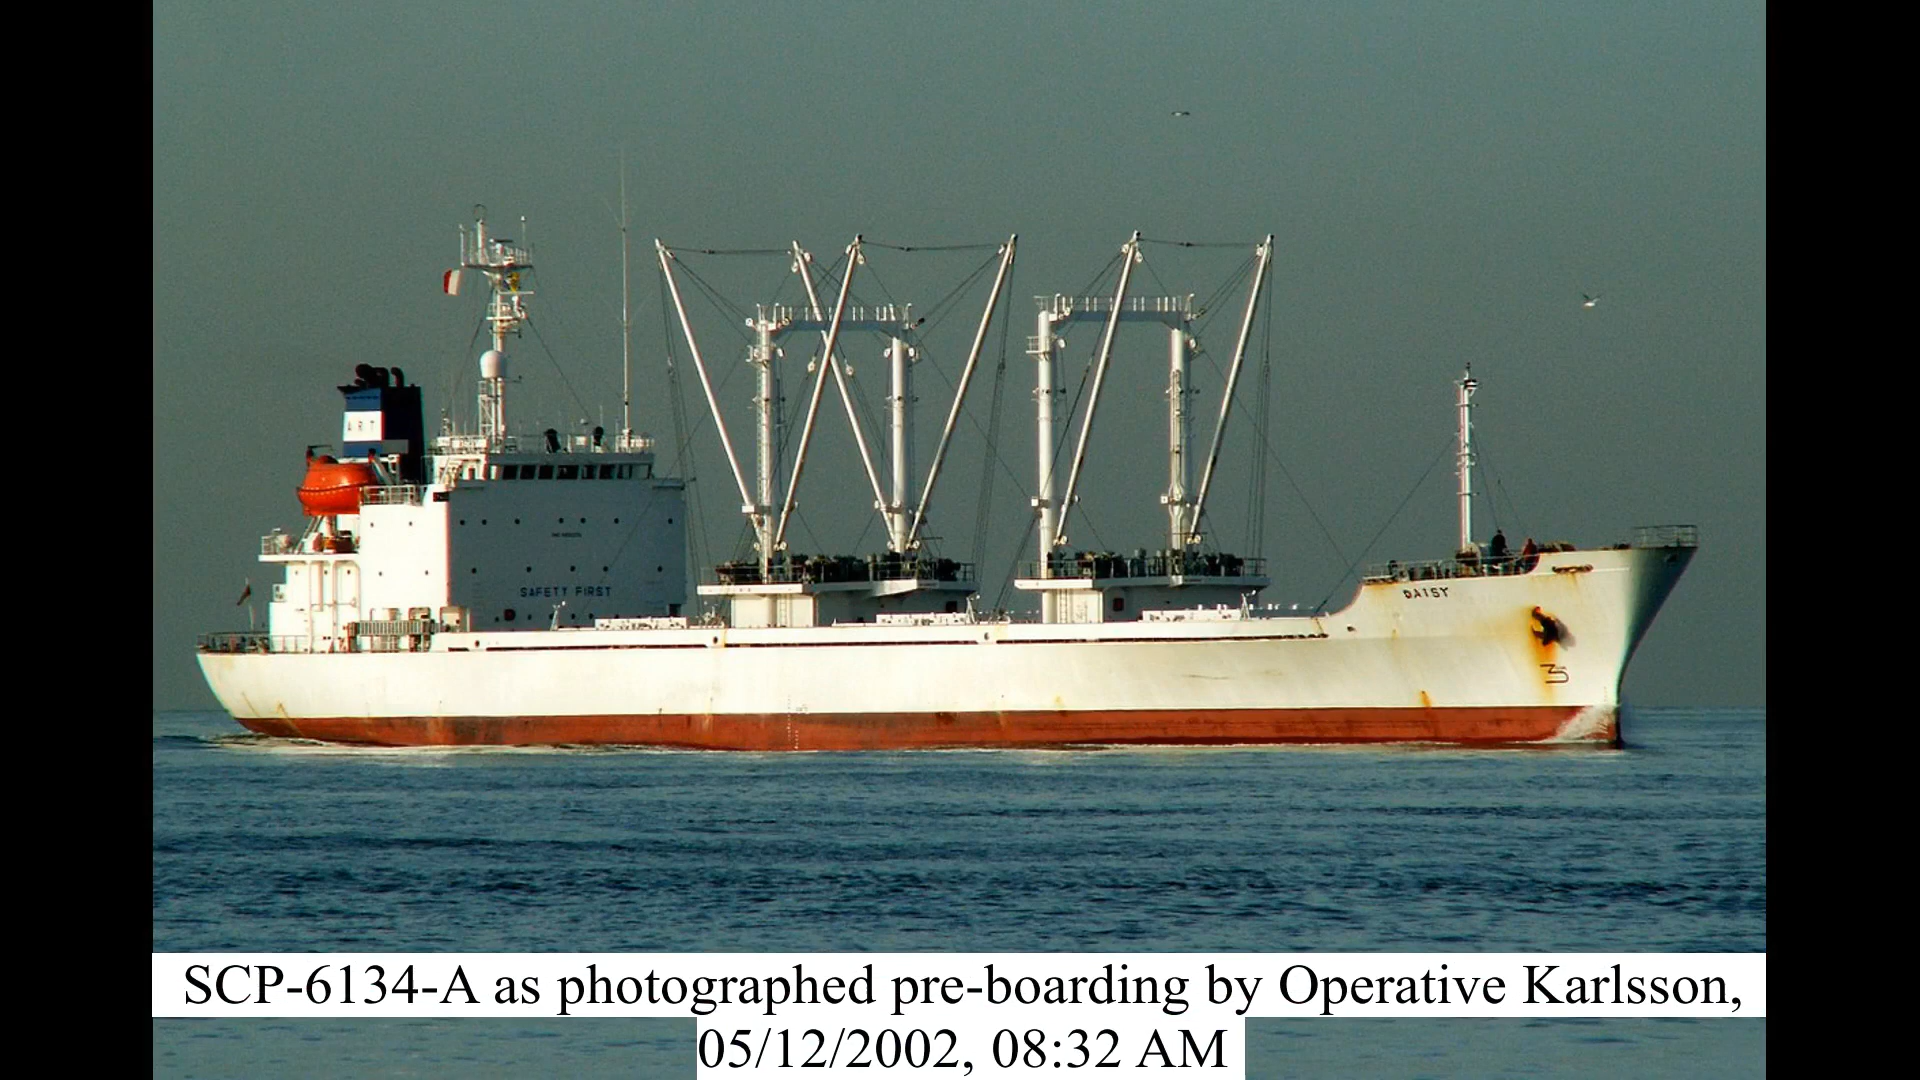 ART
SAFETY FIRST
DAISY
SCP-6134-A as photographed pre-boarding by Operative Karlsson,
05/12/2002, 08:32 AM